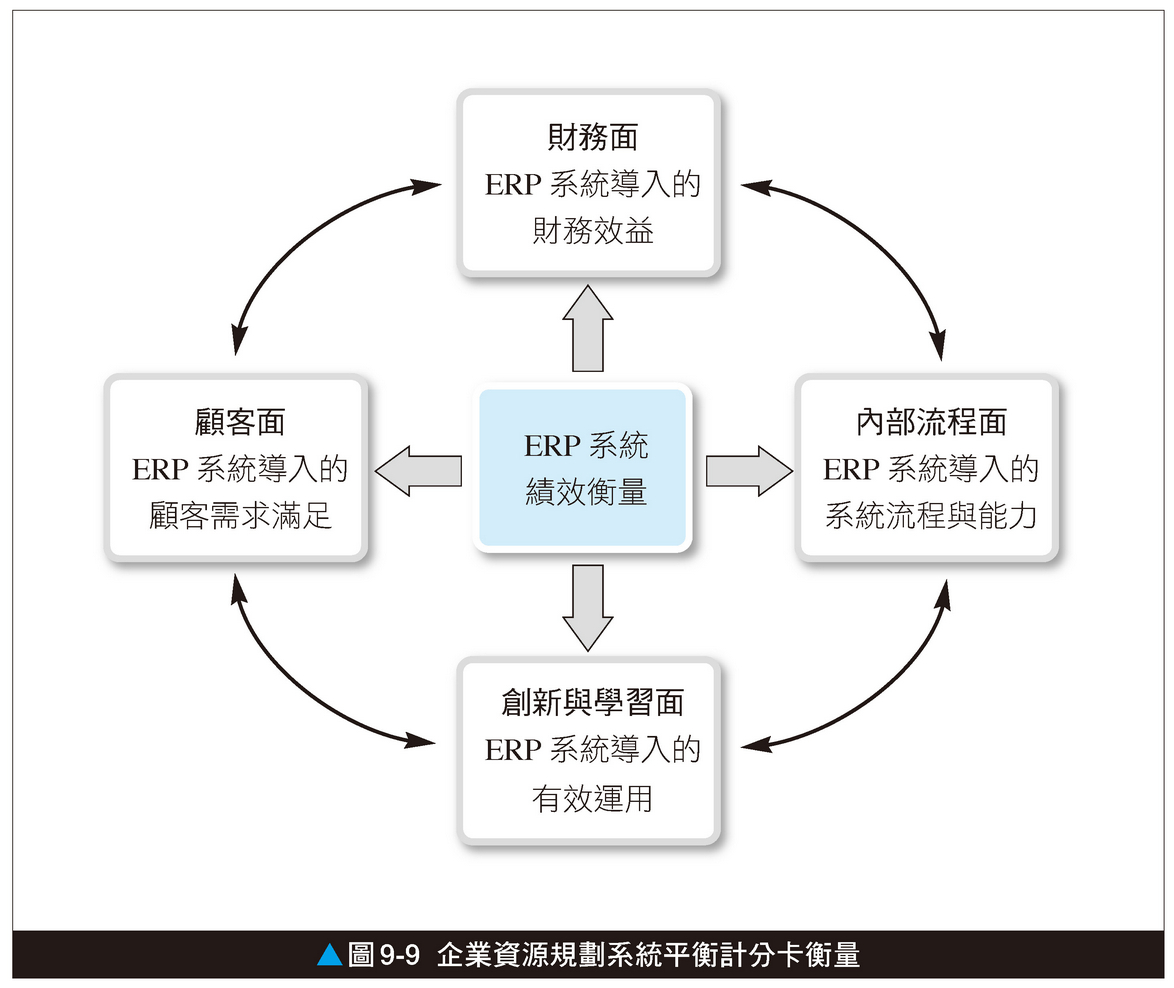 財務面
ERP 系統導入的
財務效益
顧客面
ERP 系統導入的
顧客需求滿足
ERP 系統
績效衡量
內部流程面
ERP 系統導入的
系統流程與能力
創新與學習面
ERP 系統導入的
有效運用
▲圖 9-9 企業資源規劃系統平衡計分卡衡量